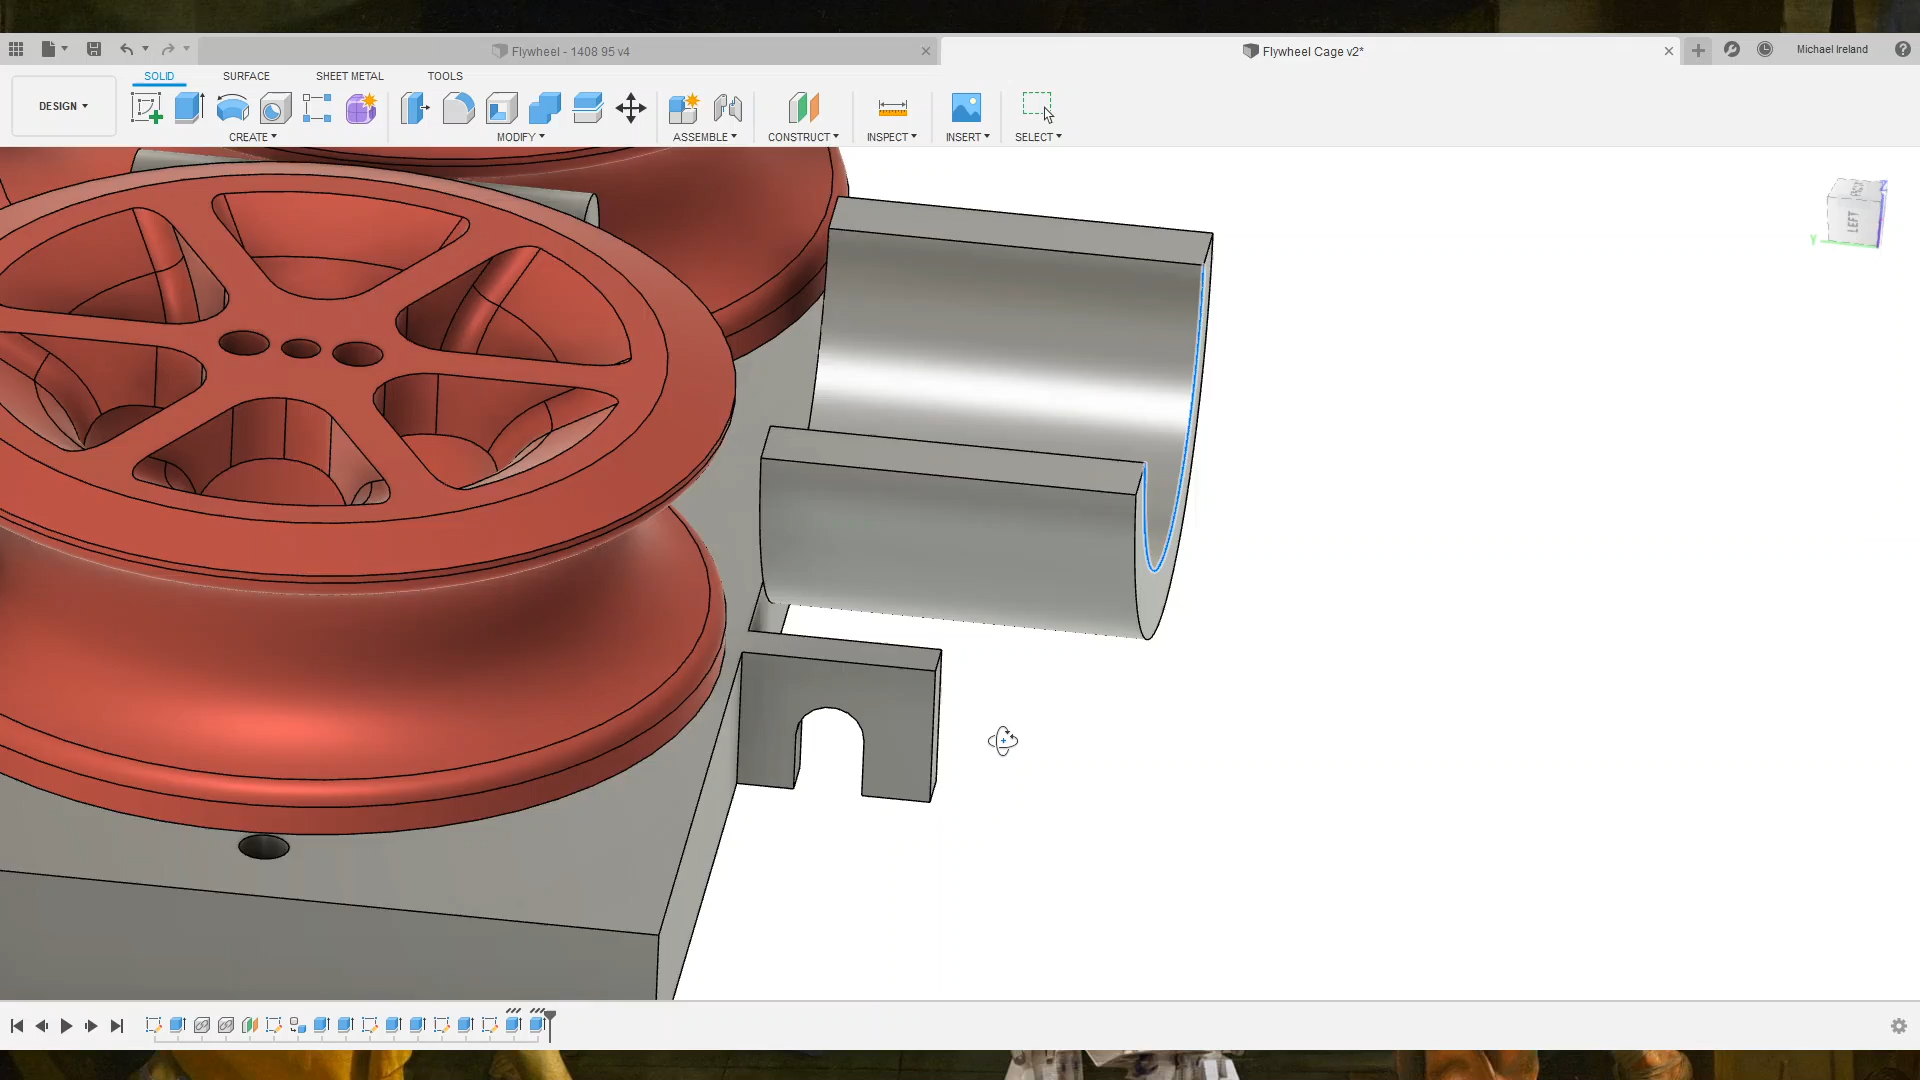 Flywheel - 1408 95 v4
Flywheel Cage v2*
Michael Ireland
SOLID
SURFACE
SHEET METAL
TOOLS
DESIGN
CREATE
MODIFY
ASSEMBLE
CONSTRUCT
INSPECT
INSERT
SELECT
Z
LEFT
Y